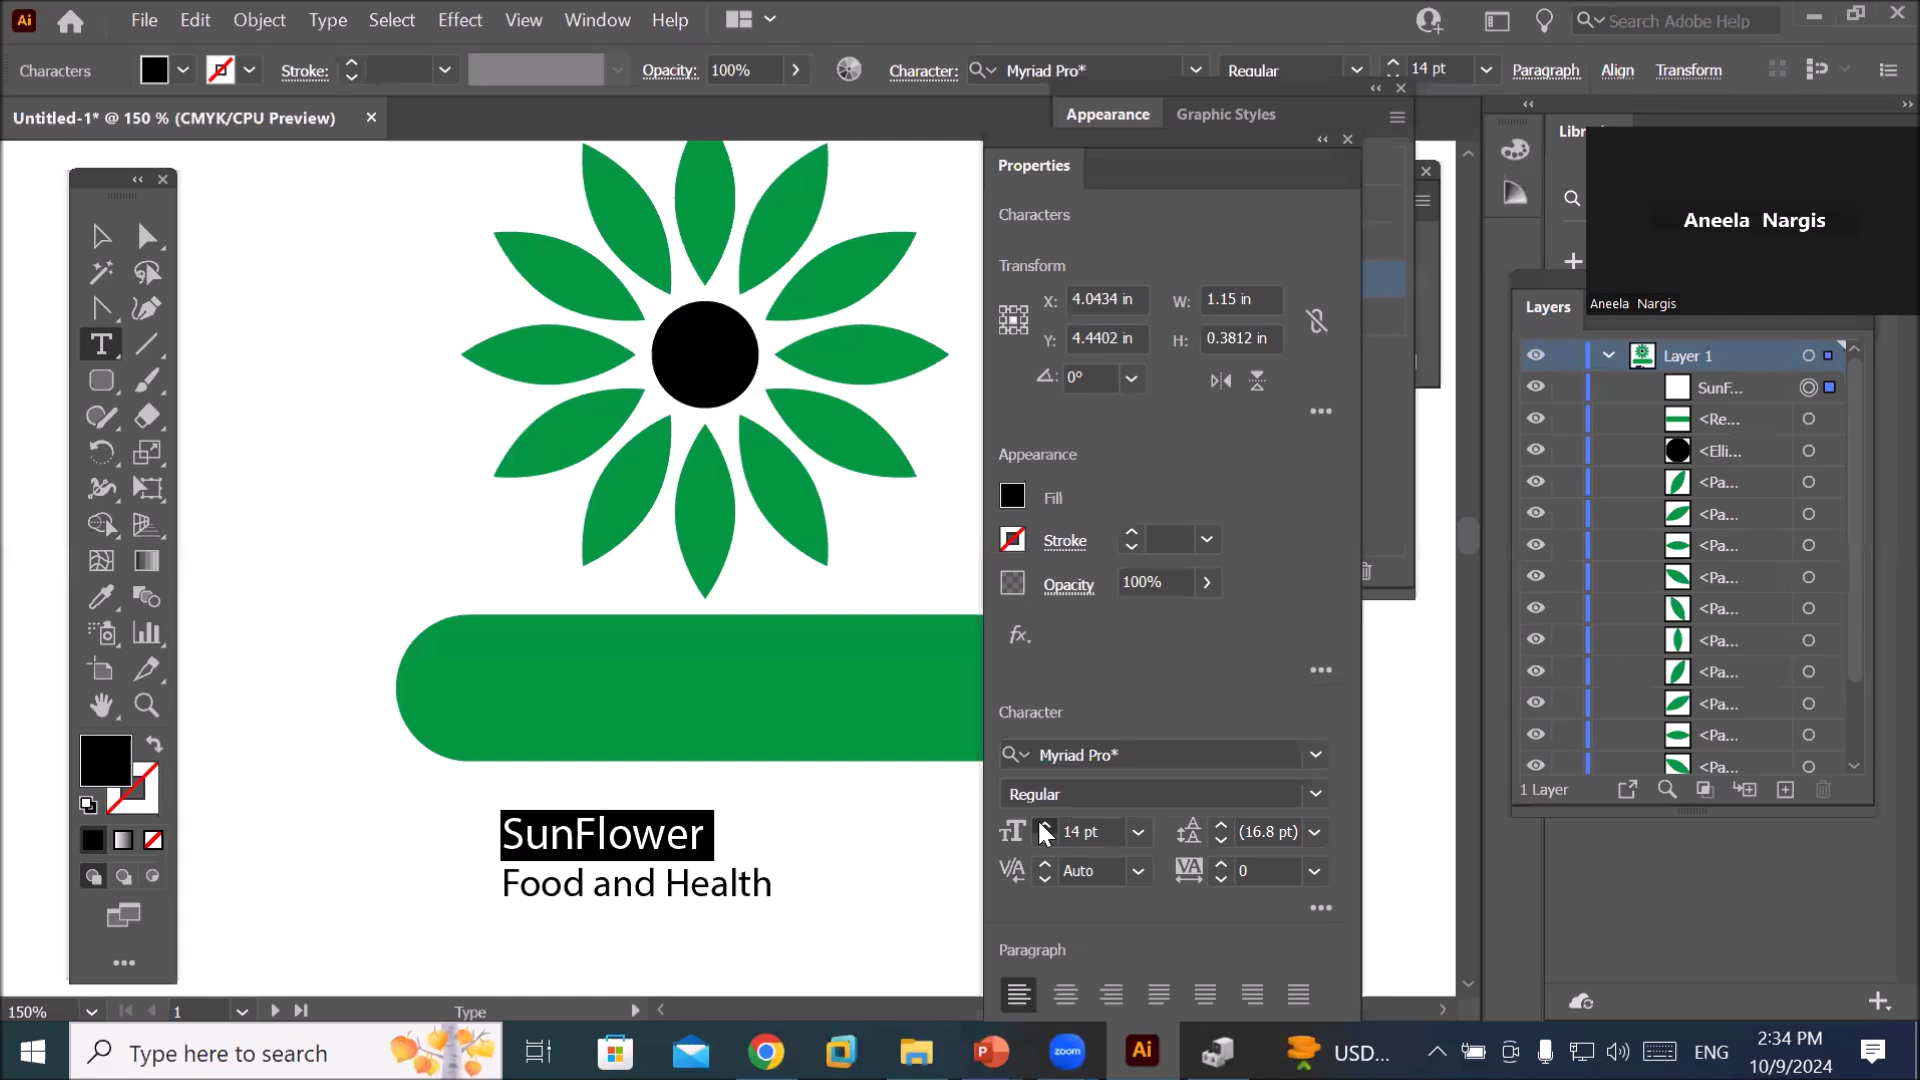 File Edit Object Type Select Effect View Window Help
Search Adobe Help
Characters
Stroke:
Opacity: 100%
Character: Myriad Pro* Regular 14 pt
Paragraph Align Transform
Untitled-1* @ 150 % (CMYK/CPU Preview)
Appearance Graphic Styles
Properties
Characters
Transform
X: 4.0434 in W: 1.15 in
Y: 4.4402 in H: 0.3812 in
0°
Appearance
Fill
Stroke
Opacity 100%
fx.
Character
Myriad Pro*
Regular
14 pt (16.8 pt)
Auto 0
Paragraph
SunFlower
Food and Health
Aneela Nargis
Aneela Nargis
Layers
Layer 1
SunF...
<Re...
<Elli...
<Pa...
<Pa...
<Pa...
<Pa...
<Pa...
<Pa...
<Pa...
<Pa...
<Pa...
<Pa...
1 Layer
150% 1 Type
Type here to search
zoom
Ai
USD...
ENG
2:34 PM
10/9/2024